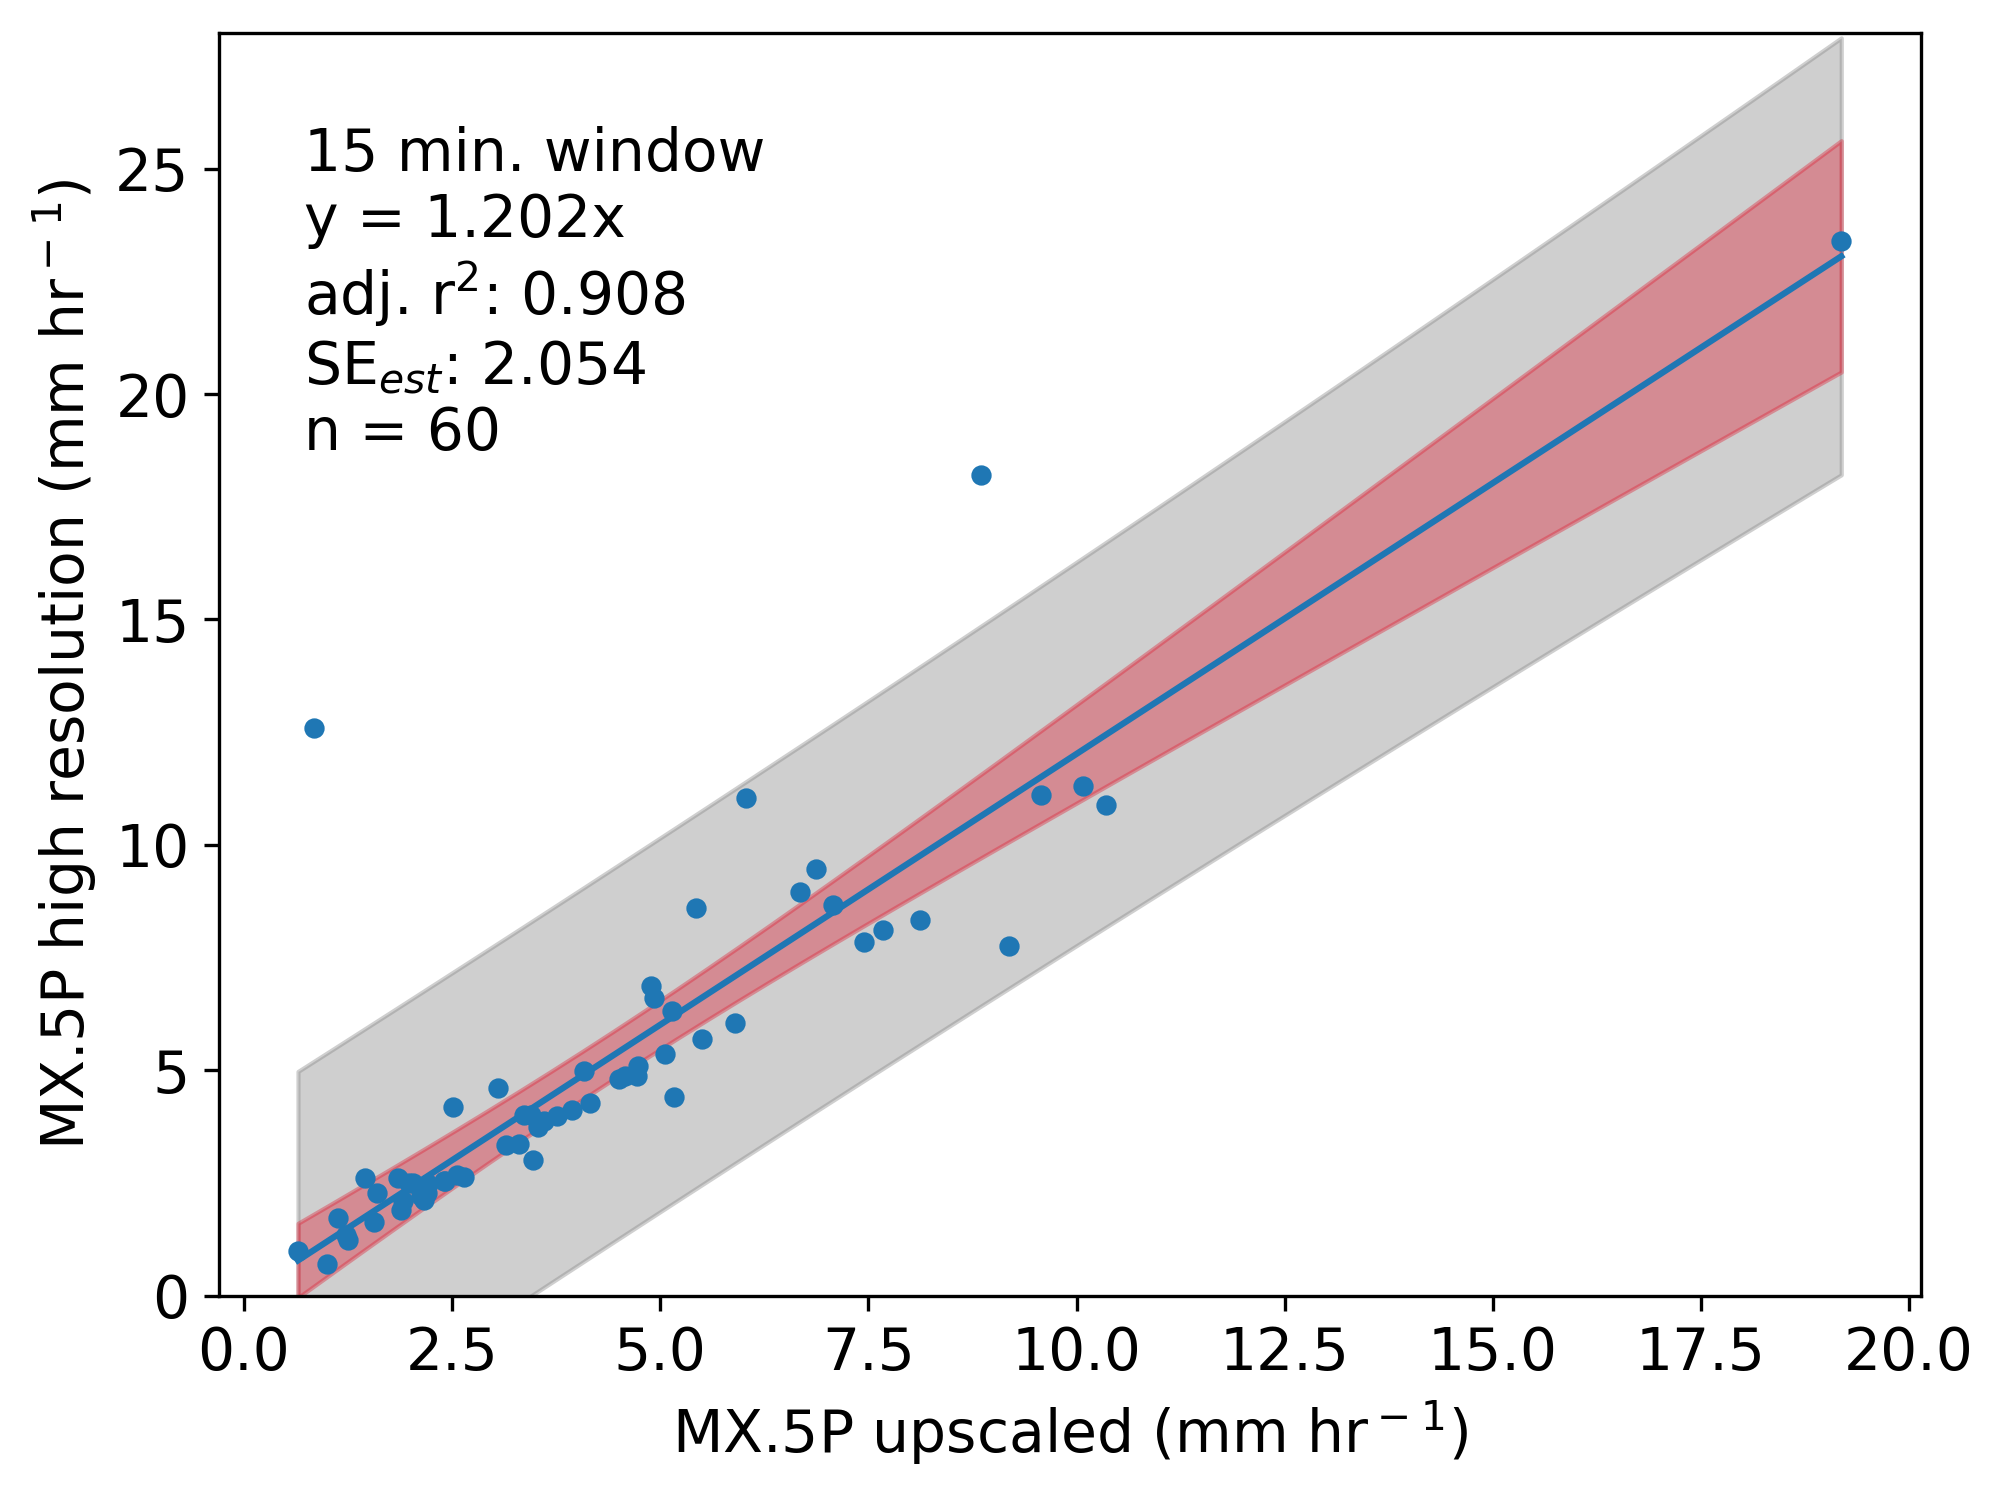 15 min. window
y = 1.202x
adj. r²: 0.908
SEest: 2.054
n = 60
MX.5P high resolution (mm hr⁻¹)
25
20
15
10
5
0
0.0 2.5 5.0 7.5 10.0 12.5 15.0 17.5 20.0
MX.5P upscaled (mm hr⁻¹)